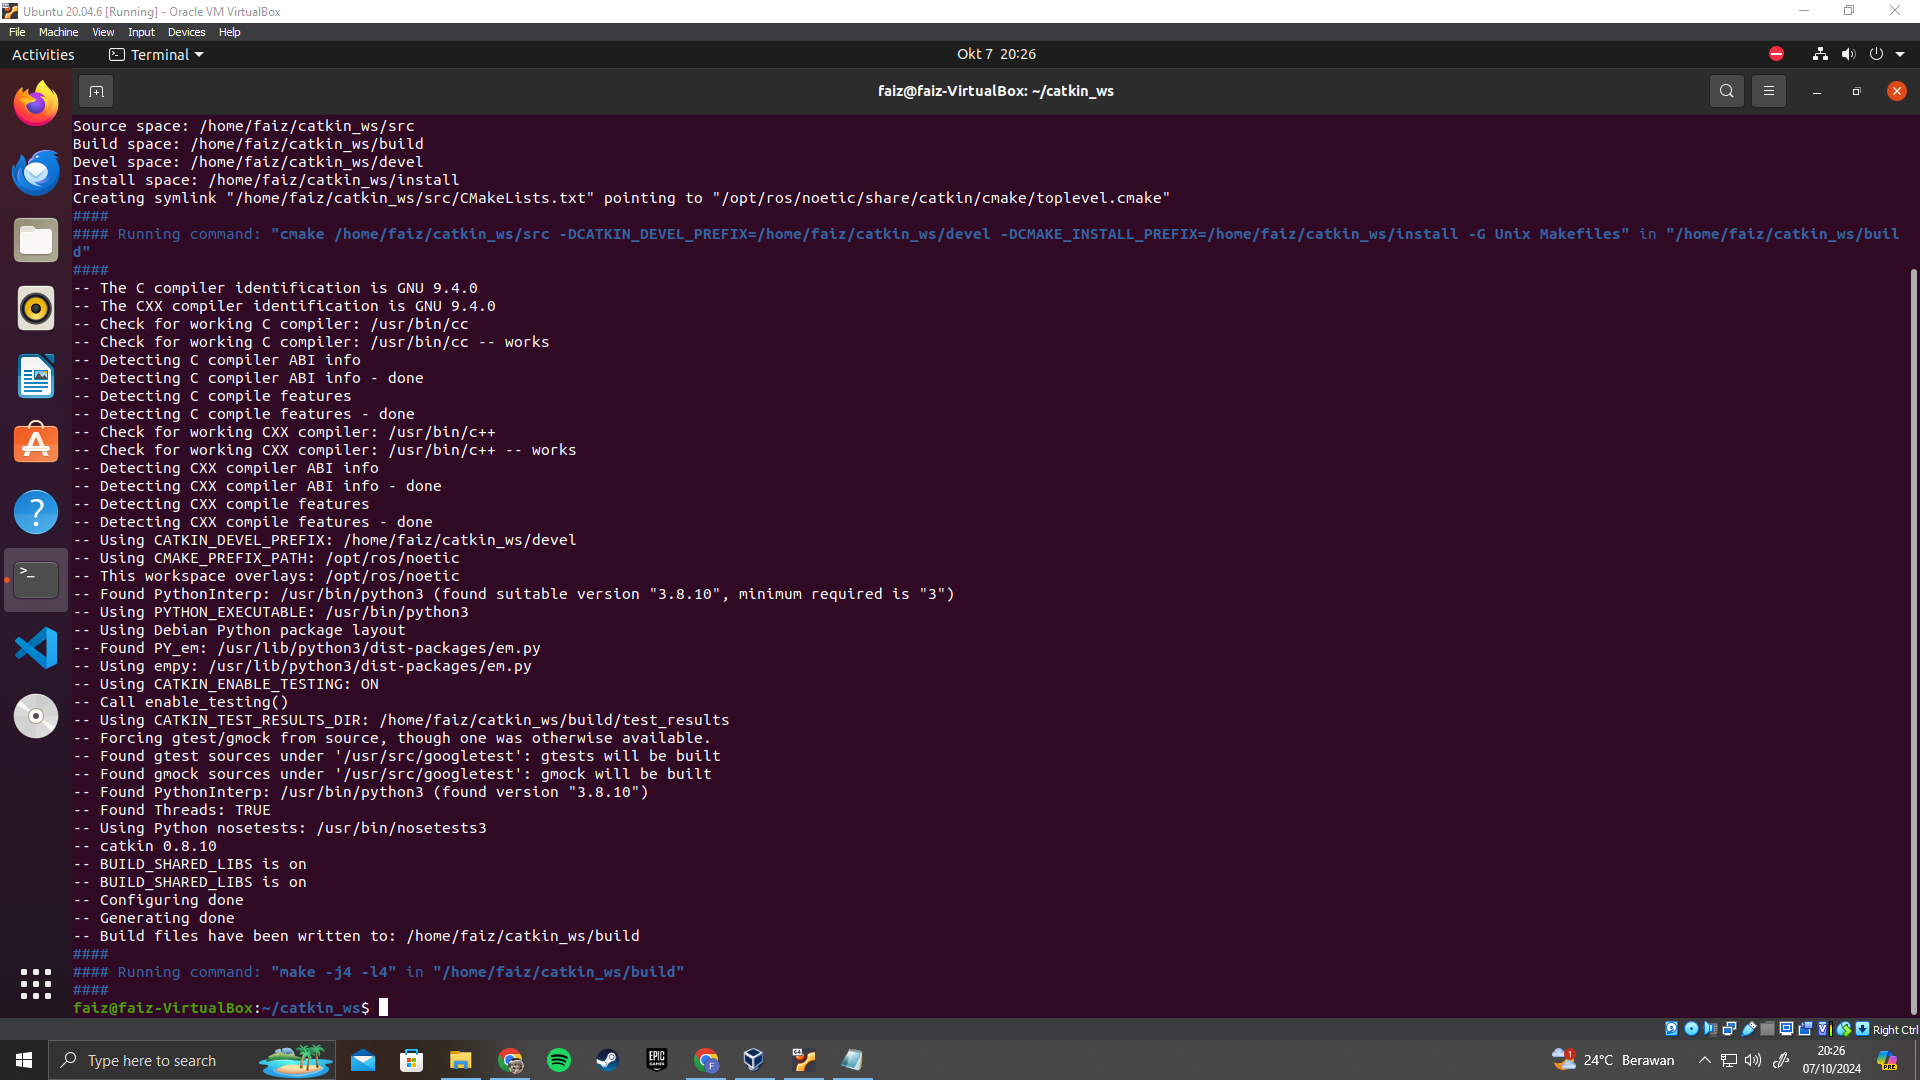 Ubuntu 20.04.6 [Running] - Oracle VM VirtualBox
File Machine View Input Devices Help
Activities Terminal Okt 7 20:26
faiz@faiz-VirtualBox: ~/catkin_ws
Source space: /home/faiz/catkin_ws/src
Build space: /home/faiz/catkin_ws/build
Devel space: /home/faiz/catkin_ws/devel
Install space: /home/faiz/catkin_ws/install
Creating symlink "/home/faiz/catkin_ws/src/CMakeLists.txt" pointing to "/opt/ros/noetic/share/catkin/cmake/toplevel.cmake"
####
#### Running command: "cmake /home/faiz/catkin_ws/src -DCATKIN_DEVEL_PREFIX=/home/faiz/catkin_ws/devel -DCMAKE_INSTALL_PREFIX=/home/faiz/catkin_ws/install -G Unix Makefiles" in "/home/faiz/catkin_ws/buil
d"
####
-- The C compiler identification is GNU 9.4.0
-- The CXX compiler identification is GNU 9.4.0
-- Check for working C compiler: /usr/bin/cc
-- Check for working C compiler: /usr/bin/cc -- works
-- Detecting C compiler ABI info
-- Detecting C compiler ABI info - done
-- Detecting C compile features
-- Detecting C compile features - done
-- Check for working CXX compiler: /usr/bin/c++
-- Check for working CXX compiler: /usr/bin/c++ -- works
-- Detecting CXX compiler ABI info
-- Detecting CXX compiler ABI info - done
-- Detecting CXX compile features
-- Detecting CXX compile features - done
-- Using CATKIN_DEVEL_PREFIX: /home/faiz/catkin_ws/devel
-- Using CMAKE_PREFIX_PATH: /opt/ros/noetic
-- This workspace overlays: /opt/ros/noetic
-- Found PythonInterp: /usr/bin/python3 (found suitable version "3.8.10", minimum required is "3")
-- Using PYTHON_EXECUTABLE: /usr/bin/python3
-- Using Debian Python package layout
-- Found PY_em: /usr/lib/python3/dist-packages/em.py
-- Using empy: /usr/lib/python3/dist-packages/em.py
-- Using CATKIN_ENABLE_TESTING: ON
-- Call enable_testing()
-- Using CATKIN_TEST_RESULTS_DIR: /home/faiz/catkin_ws/build/test_results
-- Forcing gtest/gmock from source, though one was otherwise available.
-- Found gtest sources under '/usr/src/googletest': gtests will be built
-- Found gmock sources under '/usr/src/googletest': gmock will be built
-- Found PythonInterp: /usr/bin/python3 (found version "3.8.10")
-- Found Threads: TRUE
-- Using Python nosetests: /usr/bin/nosetests3
-- catkin 0.8.10
-- BUILD_SHARED_LIBS is on
-- BUILD_SHARED_LIBS is on
-- Configuring done
-- Generating done
-- Build files have been written to: /home/faiz/catkin_ws/build
####
#### Running command: "make -j4 -l4" in "/home/faiz/catkin_ws/build"
####
faiz@faiz-VirtualBox:~/catkin_ws$
Right Ctrl
Type here to search
EPIC GAMES
24°C Berawan
20:26
07/10/2024